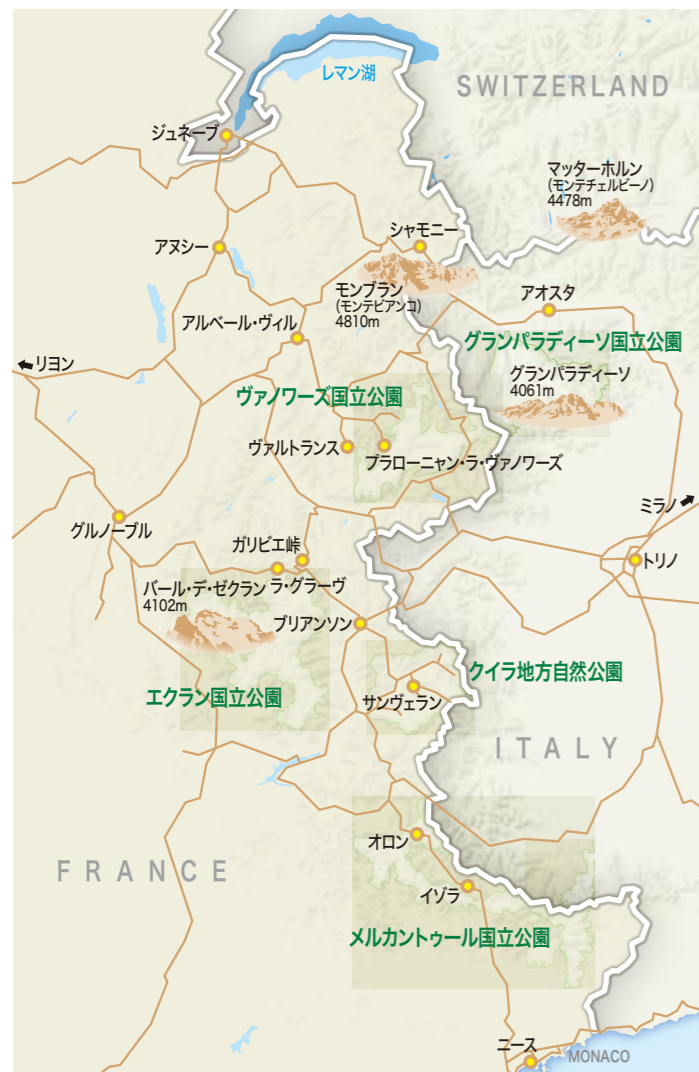 レマン湖
SWITZERLAND
ジュネーブ
マッターホルン
(モンテチェルビーノ)
4478m
シャモニー
アヌシー
モンブラン
(モンテビアンコ)
4810m
アオスタ
アルベール・ヴィル
グランパラディーソ国立公園
←リヨン
グランパラディーソ
4061m
ヴァノワーズ国立公園
ヴァルトランス
プラローニャン・ラ・ヴァノワーズ
ミラノ➚
グルノーブル
ガリビエ峠
トリノ
バール・デ・ゼクラン
4102m
ラ・グラーヴ
ブリアンソン
クイラ地方自然公園
エクラン国立公園
サンヴェラン
ITALY
オロン
FRANCE
イゾラ
メルカントゥール国立公園
ニース
MONACO